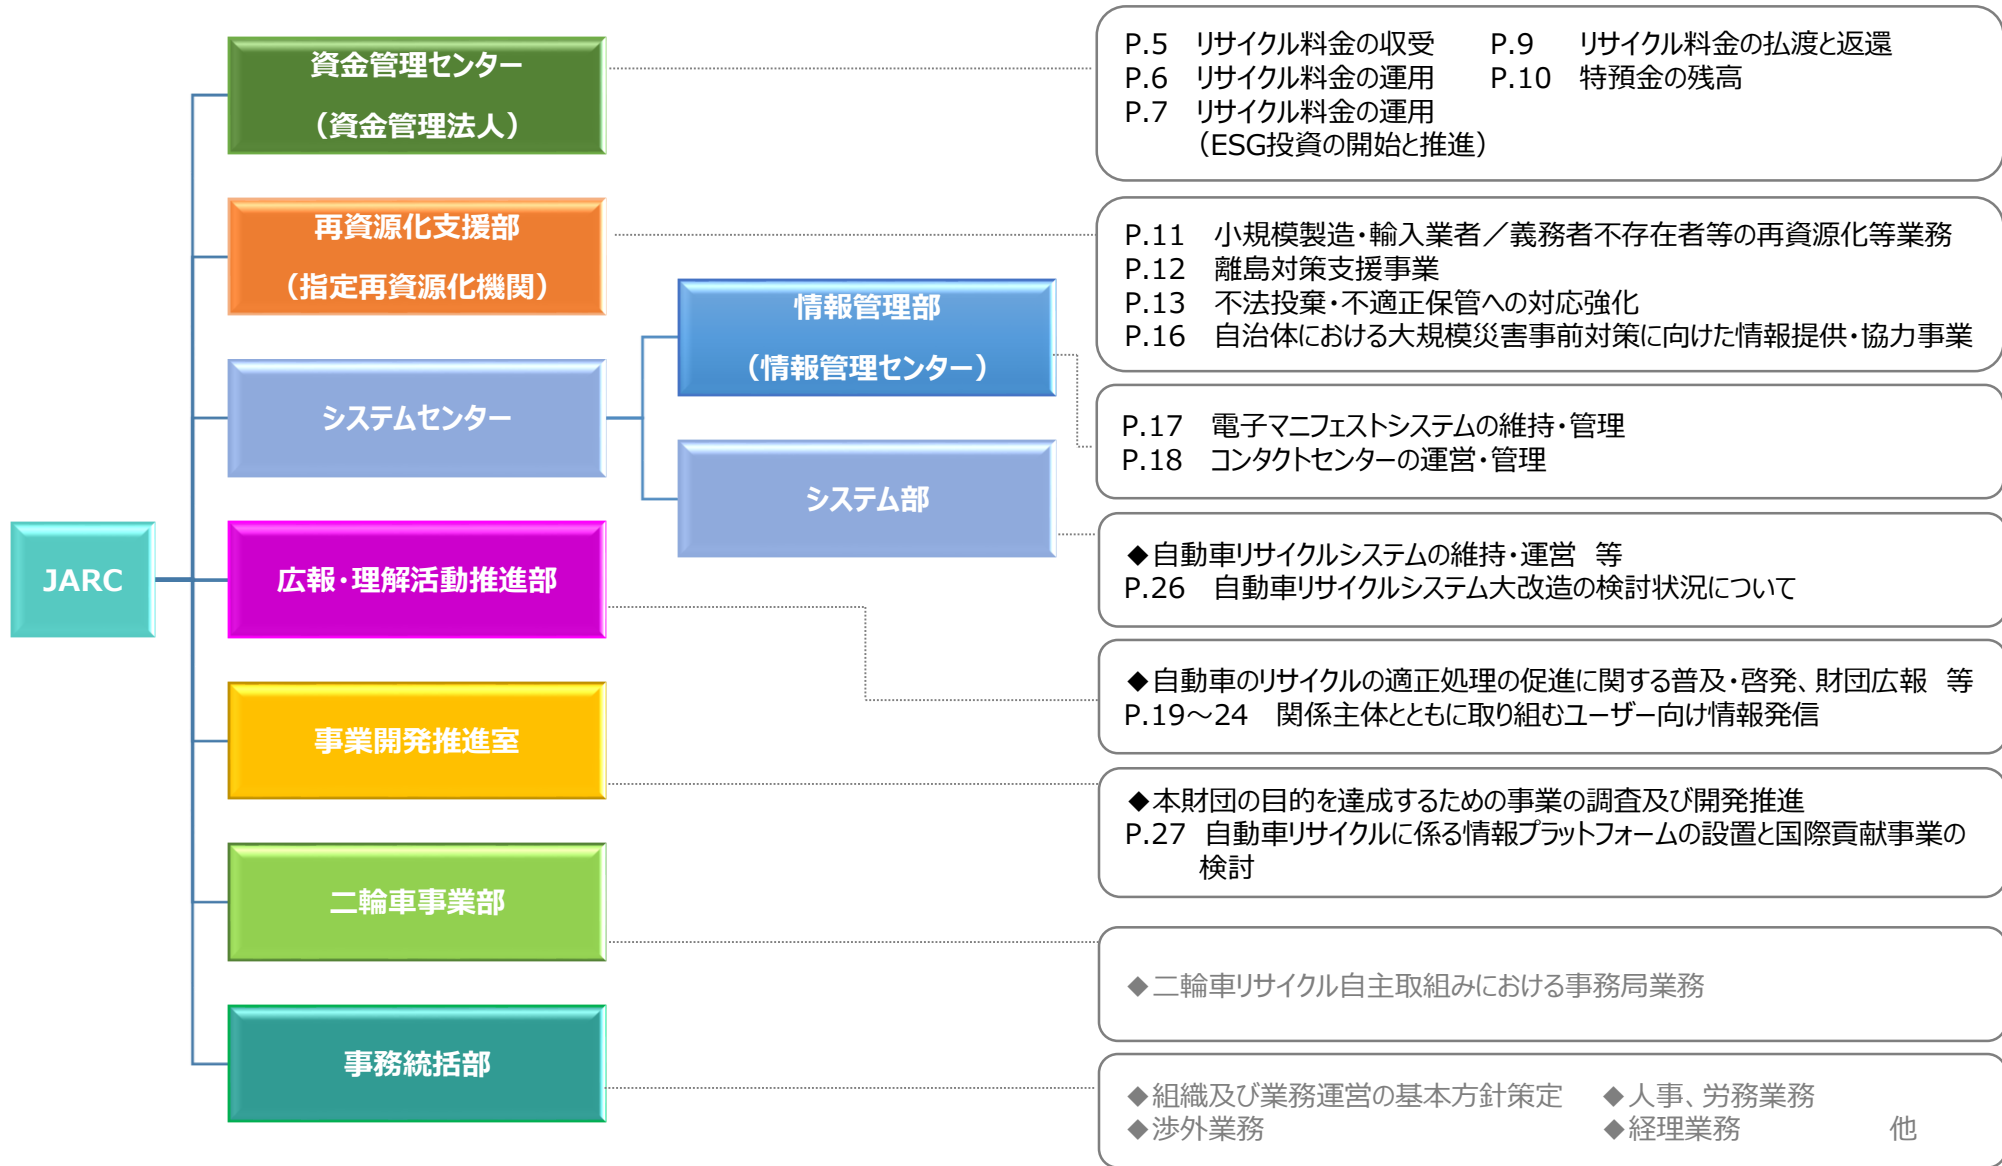 JARC
資金管理センター
（資金管理法人）
再資源化支援部
（指定再資源化機関）
システムセンター
広報・理解活動推進部
事業開発推進室
二輪車事業部
事務統括部
情報管理部
（情報管理センター）
システム部
P.5 リサイクル料金の収受 P.9 リサイクル料金の払渡と返還
P.6 リサイクル料金の運用 P.10 特預金の残高
P.7 リサイクル料金の運用
（ESG投資の開始と推進）
P.11 小規模製造・輸入業者／義務者不存在者等の再資源化等業務
P.12 離島対策支援事業
P.13 不法投棄・不適正保管への対応強化
P.16 自治体における大規模災害事前対策に向けた情報提供・協力事業
P.17 電子マニフェストシステムの維持・管理
P.18 コンタクトセンターの運営・管理
◆自動車リサイクルシステムの維持・運営 等
P.26 自動車リサイクルシステム大改造の検討状況について
◆自動車のリサイクルの適正処理の促進に関する普及・啓発、財団広報 等
P.19～24 関係主体とともに取り組むユーザー向け情報発信
◆本財団の目的を達成するための事業の調査及び開発推進
P.27 自動車リサイクルに係る情報プラットフォームの設置と国際貢献事業の
検討
◆二輪車リサイクル自主取組みにおける事務局業務
◆組織及び業務運営の基本方針策定 ◆人事、労務業務
◆渉外業務 ◆経理業務 他